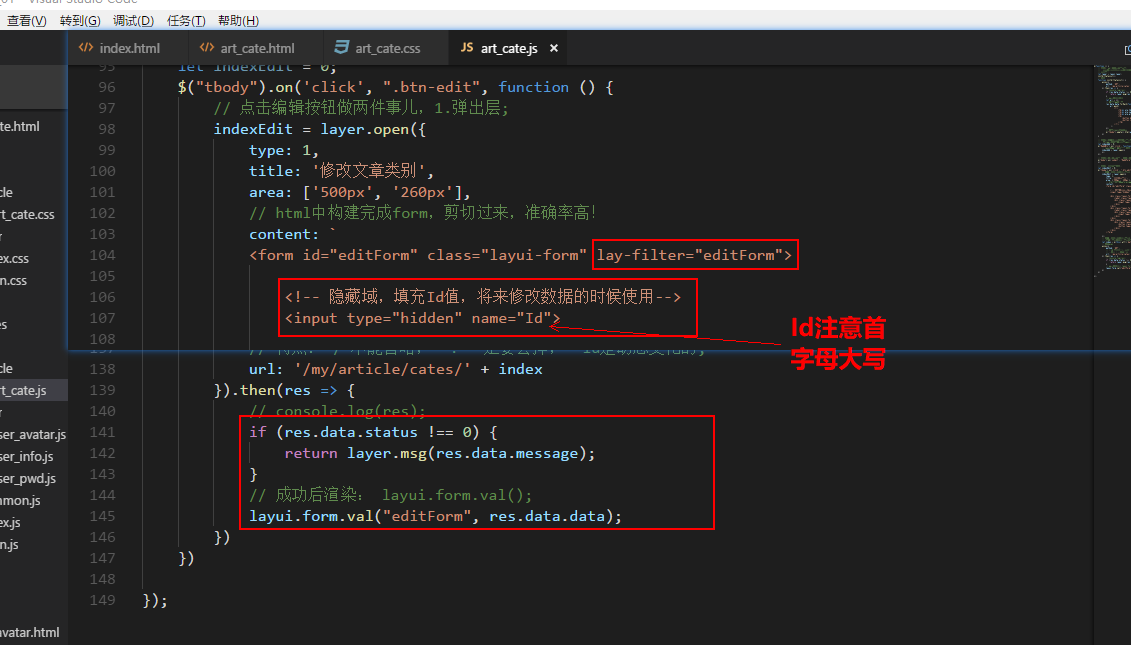 Visual Studio Code
查看(V) 转到(G) 调试(D) 任务(T) 帮助(H)
index.html art_cate.html art_cate.css JS art_cate.js ×
95 let indexEdit = 0;
96 $("tbody").on('click', ".btn-edit", function () {
97 // 点击编辑按钮做两件事儿，1.弹出层;
98 indexEdit = layer.open({
99 type: 1,
100 title: '修改文章类别',
101 area: ['500px', '260px'],
102 // html中构建完成form，剪切过来，准确率高!
103 content: `
104 <form id="editForm" class="layui-form" lay-filter="editForm">
105
106 <!-- 隐藏域，填充Id值，将来修改数据的时候使用-->
107 <input type="hidden" name="Id">
108
Id注意首
字母大写
138 url: '/my/article/cates/' + index
139 }).then(res => {
140 // console.log(res);
141 if (res.data.status !== 0) {
142 return layer.msg(res.data.message);
143 }
144 // 成功后渲染： layui.form.val();
145 layui.form.val("editForm", res.data.data);
146 })
147 })
148
149 });
te.html
cle
rt_cate.css
r
ex.css
n.css
es
cle
rt_cate.js
r
ser_avatar.js
ser_info.js
ser_pwd.js
mmon.js
ex.js
n.js
avatar.html